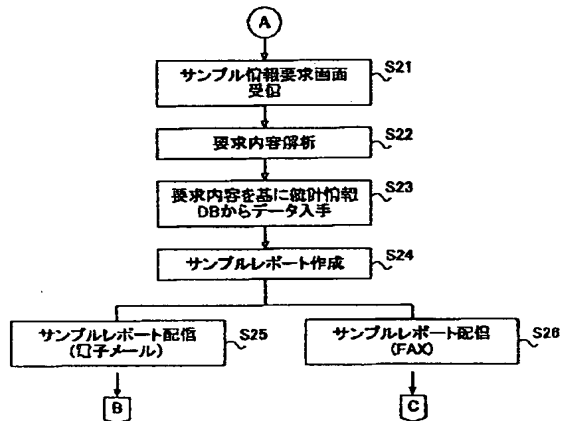 A
サンプル情報要求画面
受信
S21
要求内容解析
S22
要求内容を基に統計情報
DBからデータ入手
S23
サンプルレポート作成
S24
サンプルレポート配信
(電子メール)
S25
サンプルレポート配信
(FAX)
S26
B
C